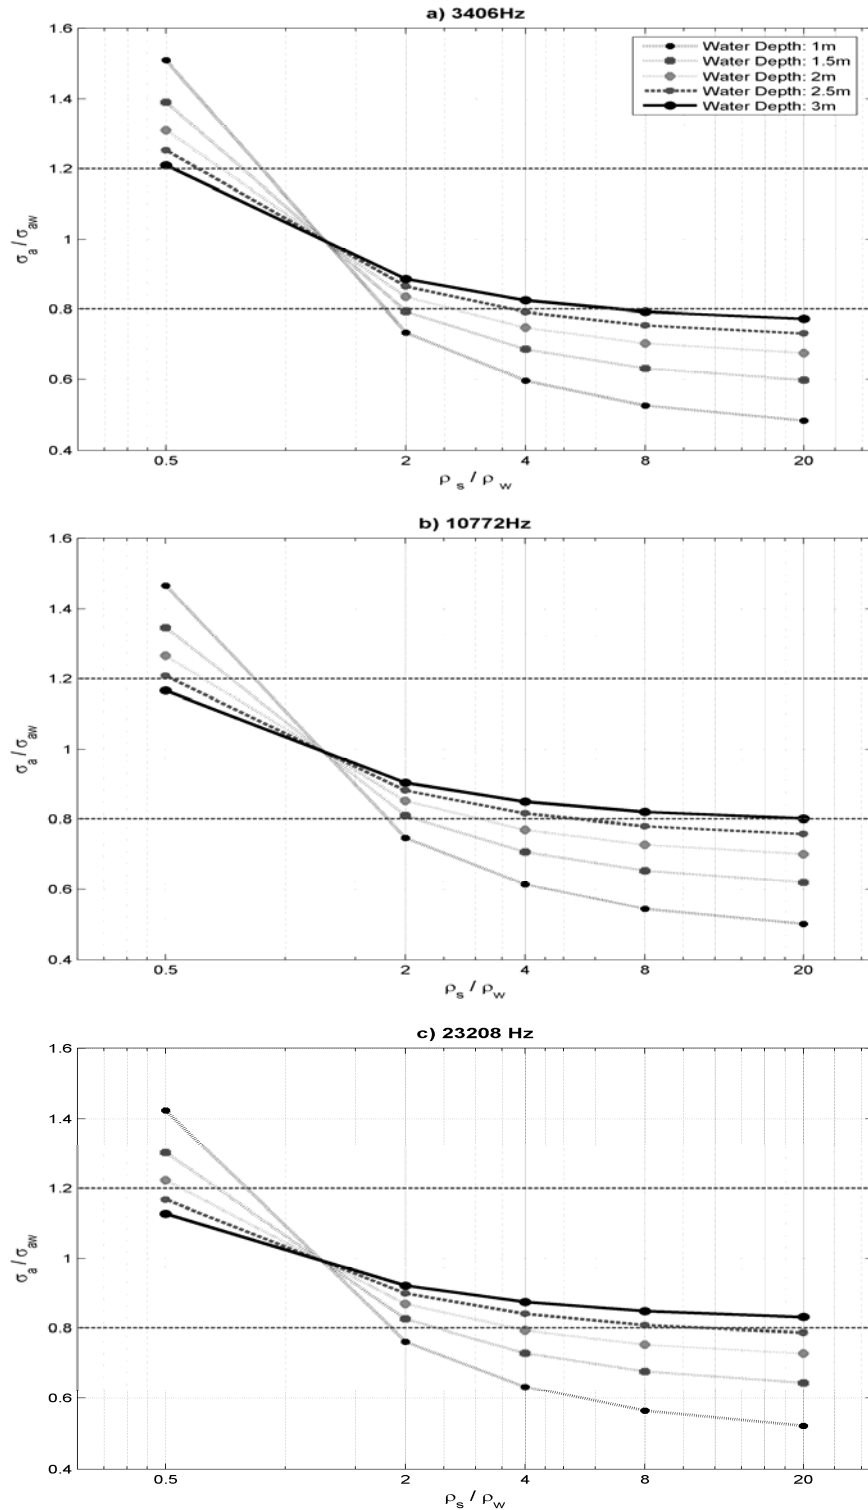 a) 3406Hz
1.6
1.4
1.2
1
0.8
0.6
0.4
σa / σaw
Water Depth: 1m
Water Depth: 1.5m
Water Depth: 2m
Water Depth: 2.5m
Water Depth: 3m
0.5 2 4 8 20
ρs / ρw
b) 10772Hz
1.6
1.4
1.2
1
0.8
0.6
0.4
σa / σaw
0.5 2 4 8 20
ρs / ρw
c) 23208 Hz
1.6
1.4
1.2
1
0.8
0.6
0.4
σa / σaw
0.5 2 4 8 20
ρs / ρw